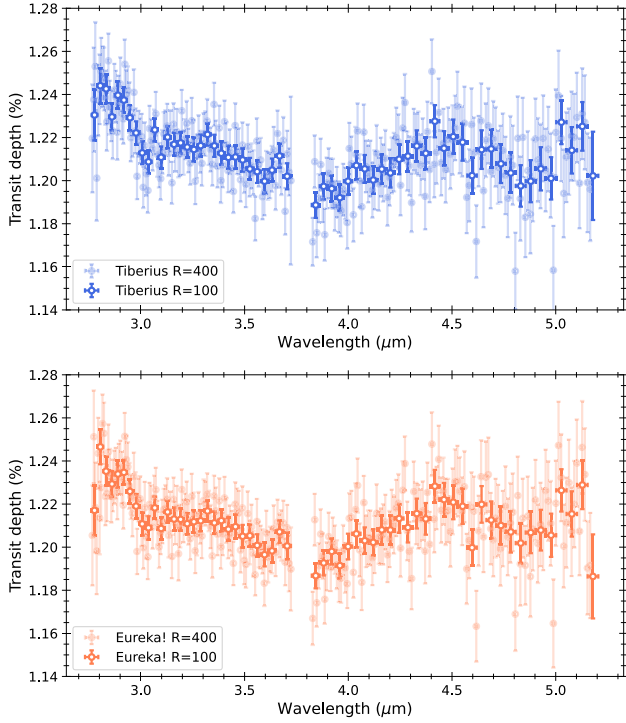 1.28
1.26
1.24
1.22
1.20
1.18
1.16
1.14
Transit depth (%)
Tiberius R=400
Tiberius R=100
3.0 3.5 4.0 4.5 5.0
Wavelength (μm)
1.28
1.26
1.24
1.22
1.20
1.18
1.16
1.14
Transit depth (%)
Eureka! R=400
Eureka! R=100
3.0 3.5 4.0 4.5 5.0
Wavelength (μm)